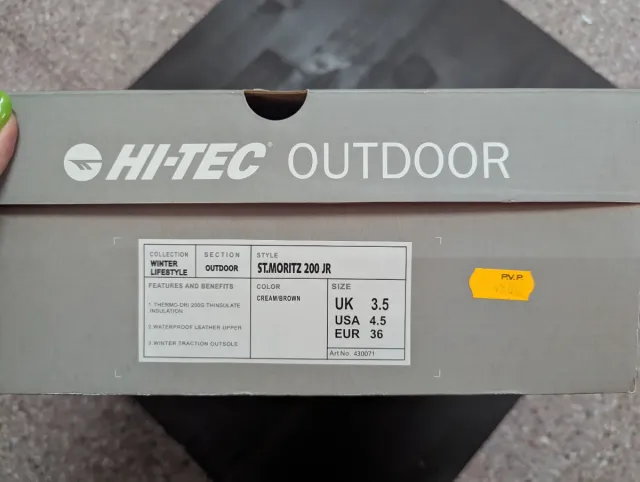 HI-TEC® OUTDOOR
COLLECTION
WINTER
LIFESTYLE
SECTION
OUTDOOR
STYLE
ST.MORITZ 200 JR
FEATURES AND BENEFITS
1.THERMO-DRI 200G THINSULATE
INSULATION
2.WATERPROOF LEATHER UPPER
3.WINTER TRACTION OUTSOLD
COLOR
CREAM/BROWN
SIZE
UK 3.5
USA 4.5
EUR 36
Art No. 430071
P.V.P